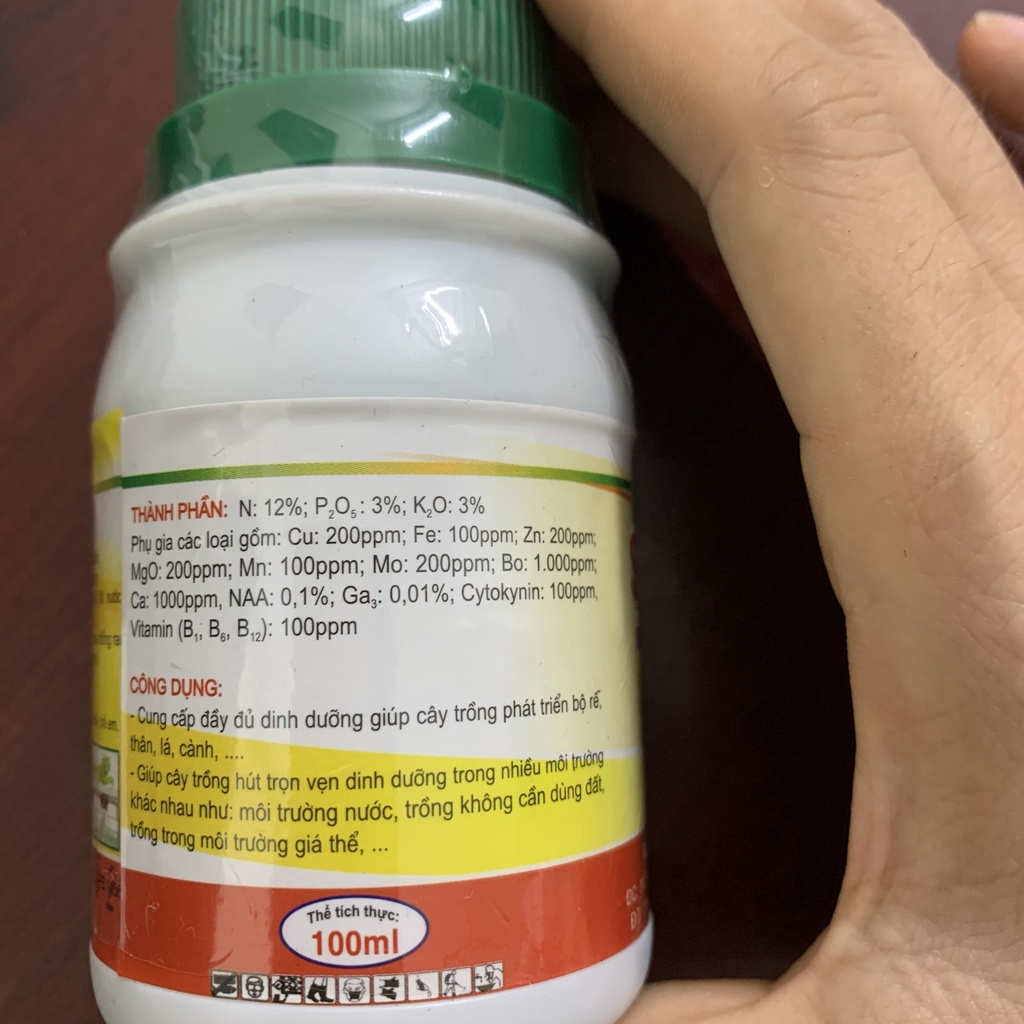 THÀNH PHẦN: N: 12%; P₂O₅: 3%; K₂O: 3%
Phụ gia các loại gồm: Cu: 200ppm; Fe: 100ppm; Zn: 200ppm;
MgO: 200ppm; Mn: 100ppm; Mo: 200ppm; Bo: 1.000ppm;
Ca: 1000ppm, NAA: 0,1%; Ga₃: 0,01%; Cytokynin: 100ppm,
Vitamin (B₁, B₆, B₁₂): 100ppm
CÔNG DỤNG:
- Cung cấp đầy đủ dinh dưỡng giúp cây trồng phát triển bộ rễ,
thân, lá, cành, ....
- Giúp cây trồng hút trọn vẹn dinh dưỡng trong nhiều môi trường
khác nhau như: môi trường nước, trồng không cần dùng đất,
trồng trong môi trường giá thể, ...
Thể tích thực:
100ml
nước